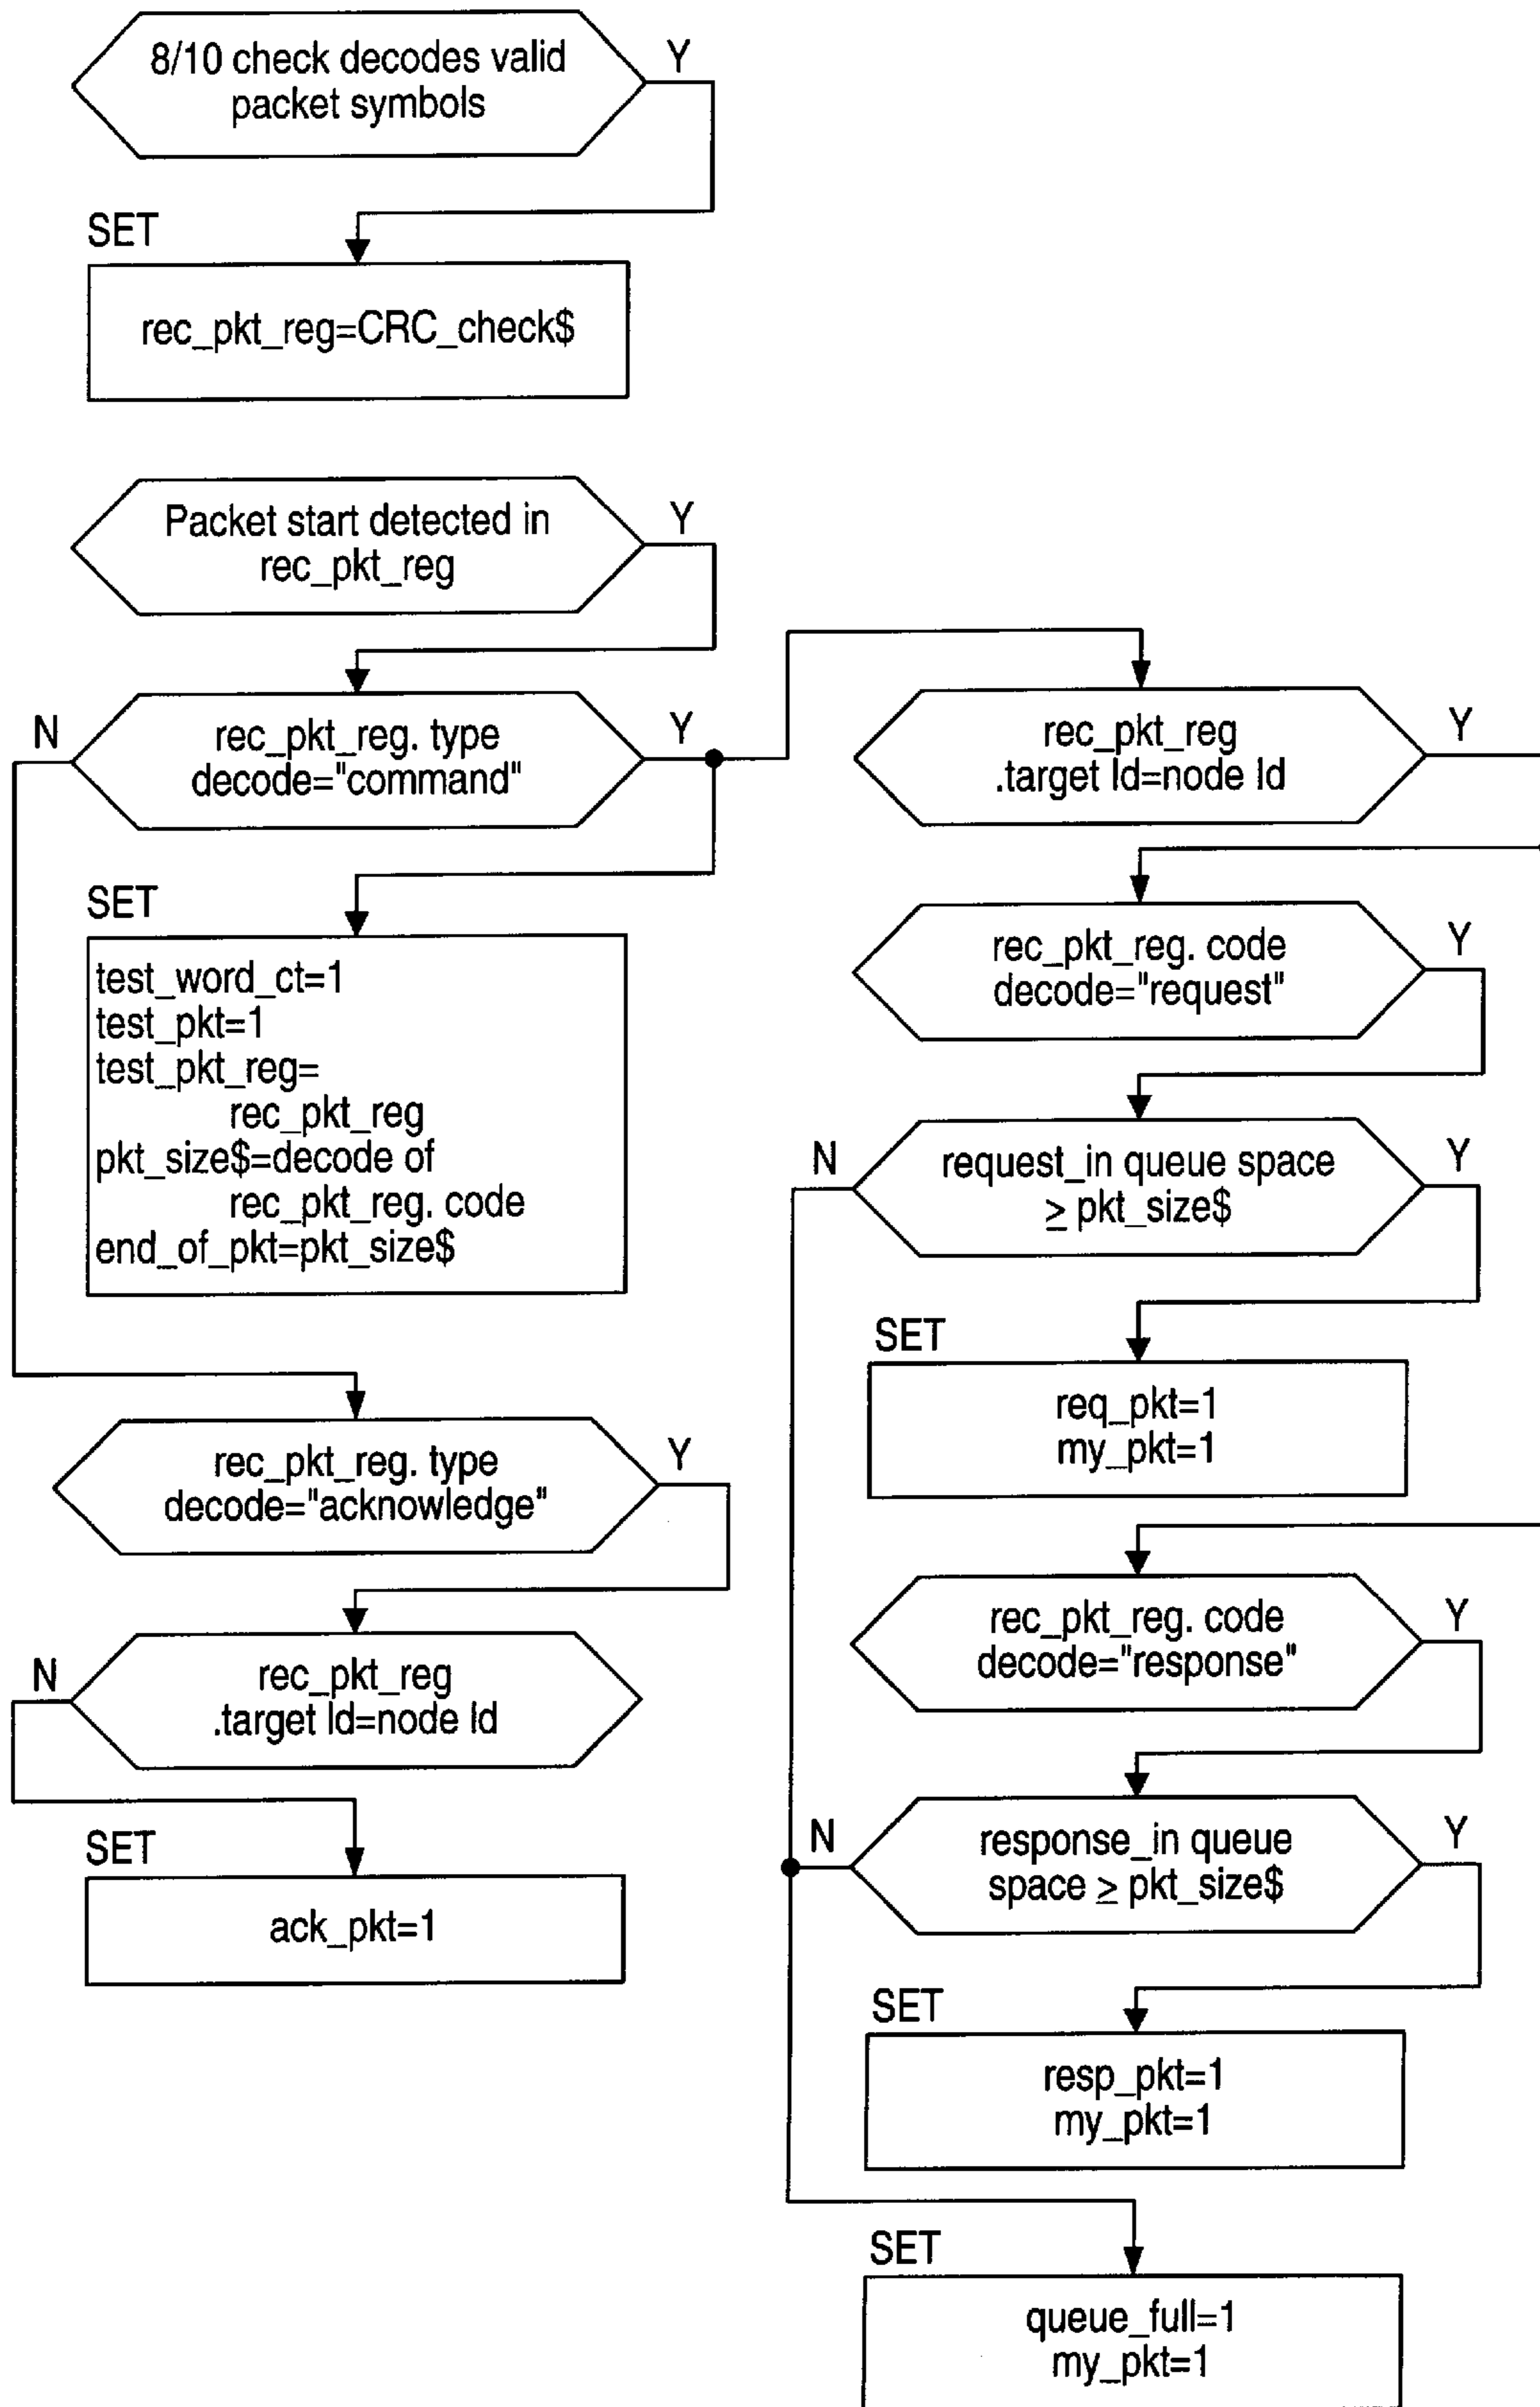 8/10 check decodes valid
packet symbols
Y
SET
rec_pkt_reg=CRC_check$
Packet start detected in
rec_pkt_reg
Y
N
rec_pkt_reg. type
decode="command"
Y
SET
test_word_ct=1
test_pkt=1
test_pkt_reg=
rec_pkt_reg
pkt_size$=decode of
rec_pkt_reg. code
end_of_pkt=pkt_size$
rec_pkt_reg. type
decode="acknowledge"
Y
N
rec_pkt_reg
.target Id=node Id
SET
ack_pkt=1
rec_pkt_reg
.target Id=node Id
Y
rec_pkt_reg. code
decode="request"
Y
N
request_in queue space
≥ pkt_size$
Y
SET
req_pkt=1
my_pkt=1
rec_pkt_reg. code
decode="response"
Y
N
response_in queue
space ≥ pkt_size$
Y
SET
resp_pkt=1
my_pkt=1
SET
queue_full=1
my_pkt=1